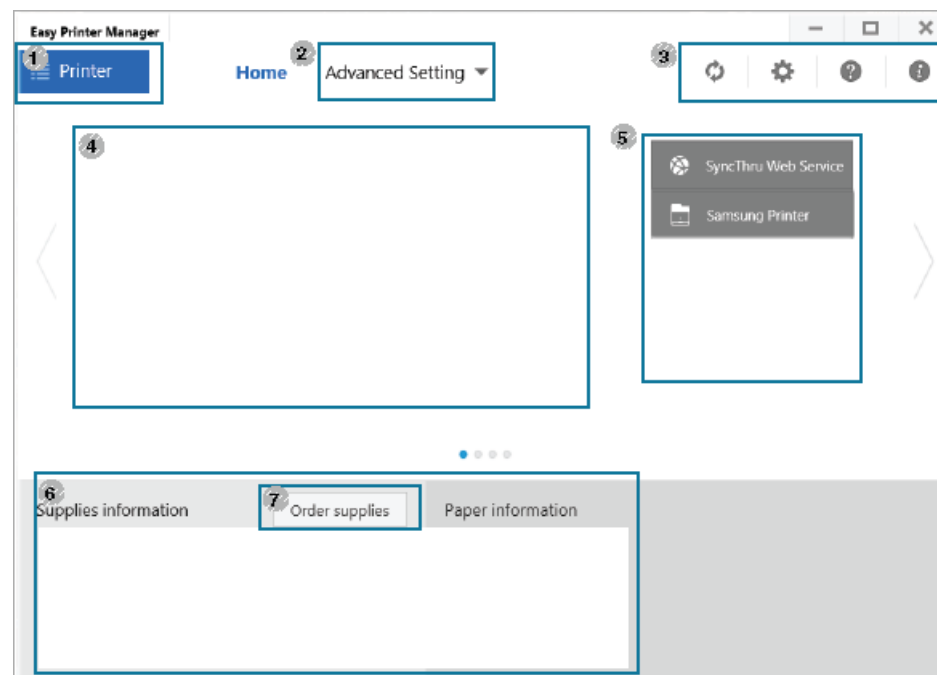 Easy Printer Manager
1 Printer
Home
2 Advanced Setting
3
4
5
SyncThru Web Service
Samsung Printer
6
Supplies information
7 Order supplies
Paper information